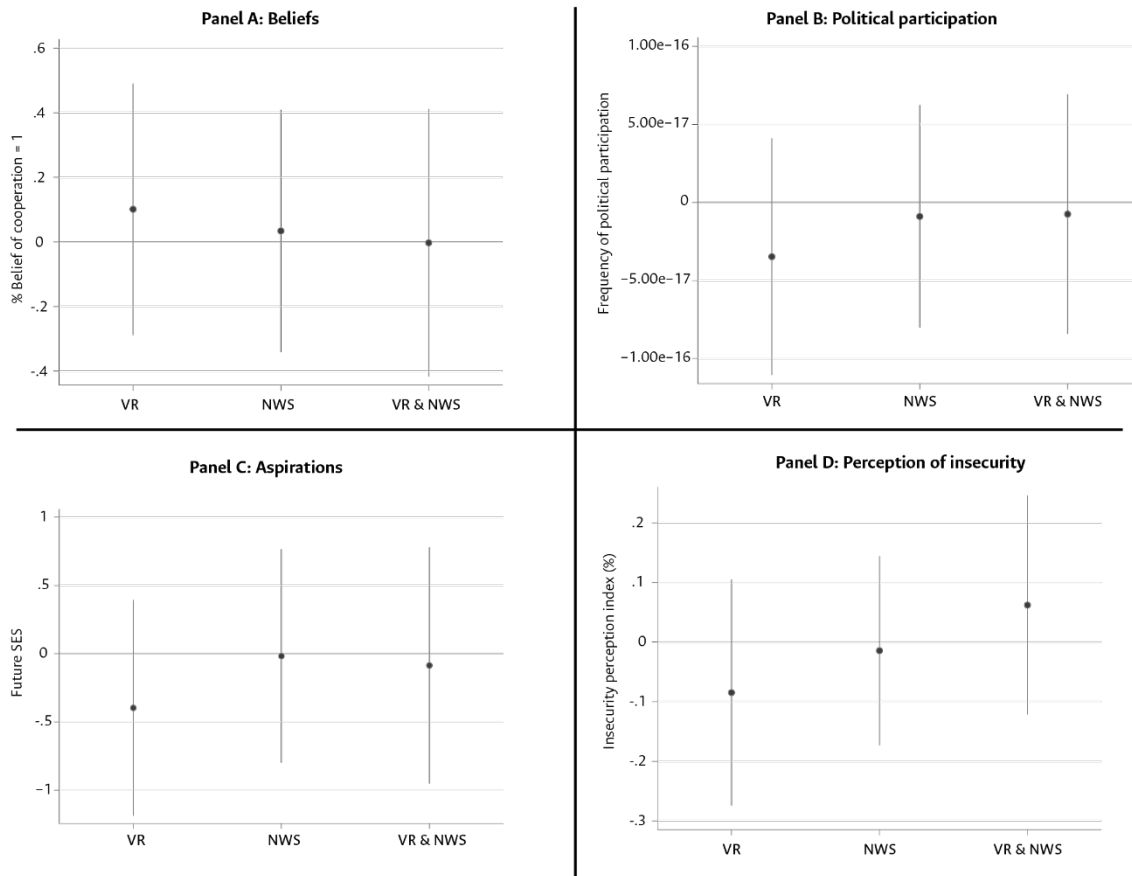 Panel A: Beliefs
% Belief of cooperation = 1
.6
.4
.2
0
-.2
-.4
VR
NWS
VR & NWS
Panel B: Political participation
Frequency of political participation
1.00e−16
5.00e−17
0
−5.00e−17
−1.00e−16
VR
NWS
VR & NWS
Panel C: Aspirations
Future SES
1
.5
0
-.5
−1
VR
NWS
VR & NWS
Panel D: Perception of insecurity
Insecurity perception index (%)
.2
.1
0
-.1
-.2
-.3
VR
NWS
VR & NWS